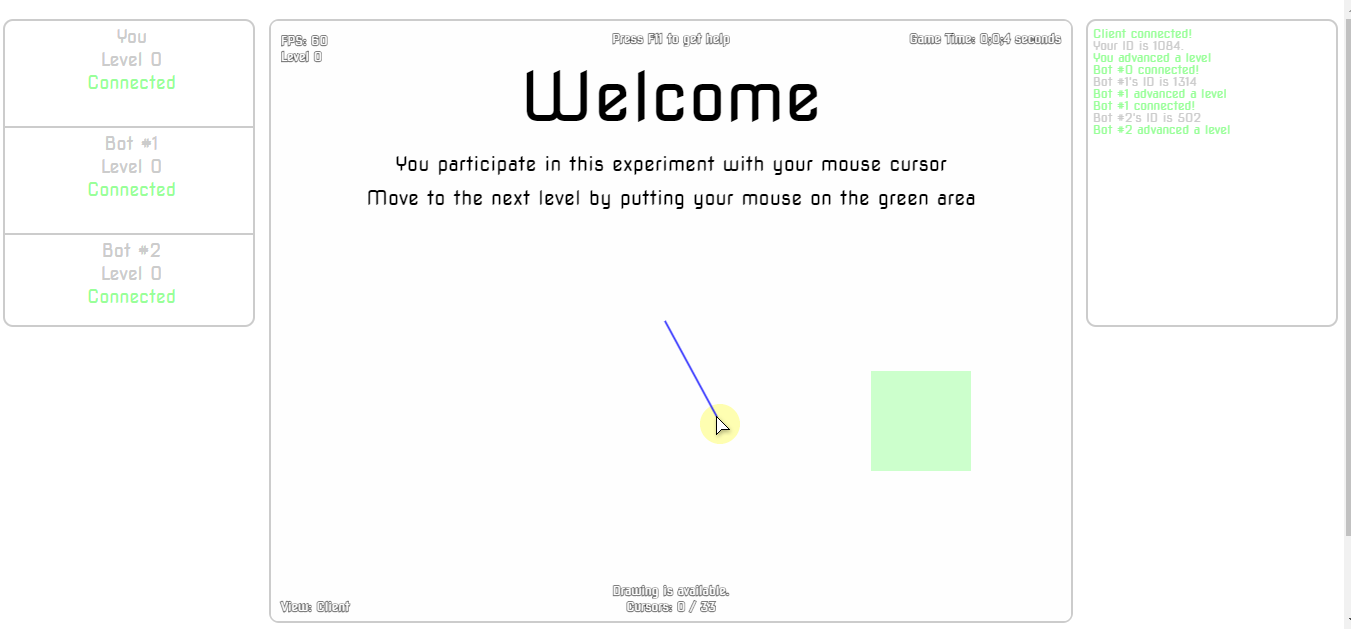 You
Level 0
Connected
Bot #1
Level 0
Connected
Bot #2
Level 0
Connected
FPS: 60
Level 0
Press F11 to get help
Game Time: 0;0;4 seconds
Welcome
You participate in this experiment with your mouse cursor
Move to the next level by putting your mouse on the green area
Drawing is available.
View: Client
Cursors: 0 / 33
Client connected!
Your ID is 1084.
You advanced a level
Bot #0 connected!
Bot #1's ID is 1314
Bot #1 advanced a level
Bot #1 connected!
Bot #2's ID is 502
Bot #2 advanced a level